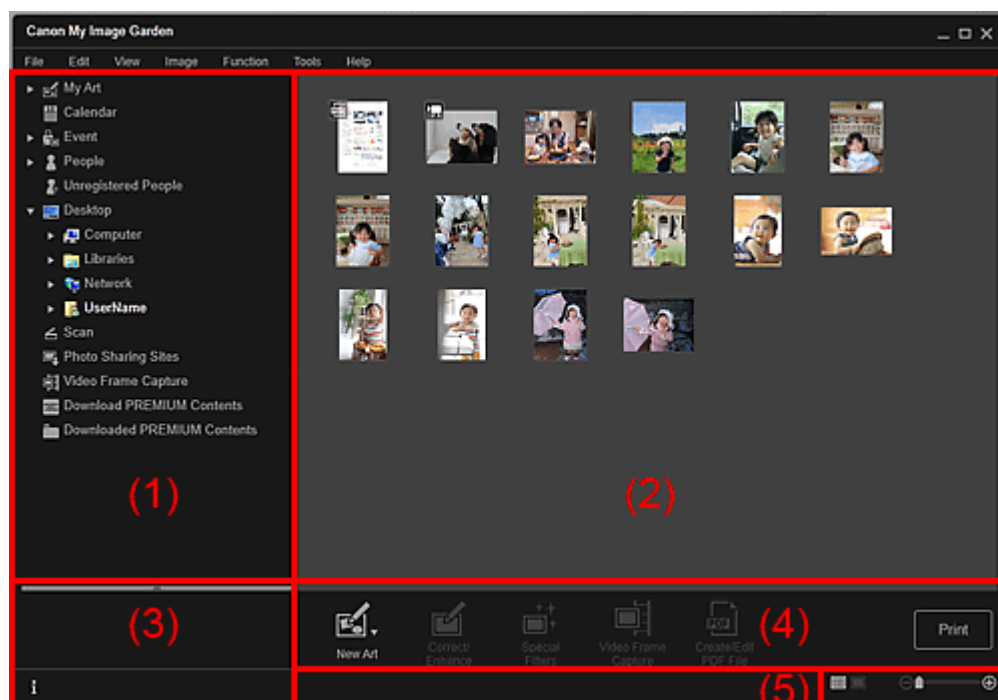 Canon My Image Garden
File Edit View Image Function Tools Help
My Art
Calendar
Event
People
Unregistered People
Desktop
Computer
Libraries
Network
UserName
Scan
Photo Sharing Sites
Video Frame Capture
Download PREMIUM Contents
Downloaded PREMIUM Contents
(1)
(2)
(3)
New Art
Correct/
Enhance
Special
Filters
Video Frame
Capture
PDF
Create/Edit
PDF File
(4)
Print
(5)